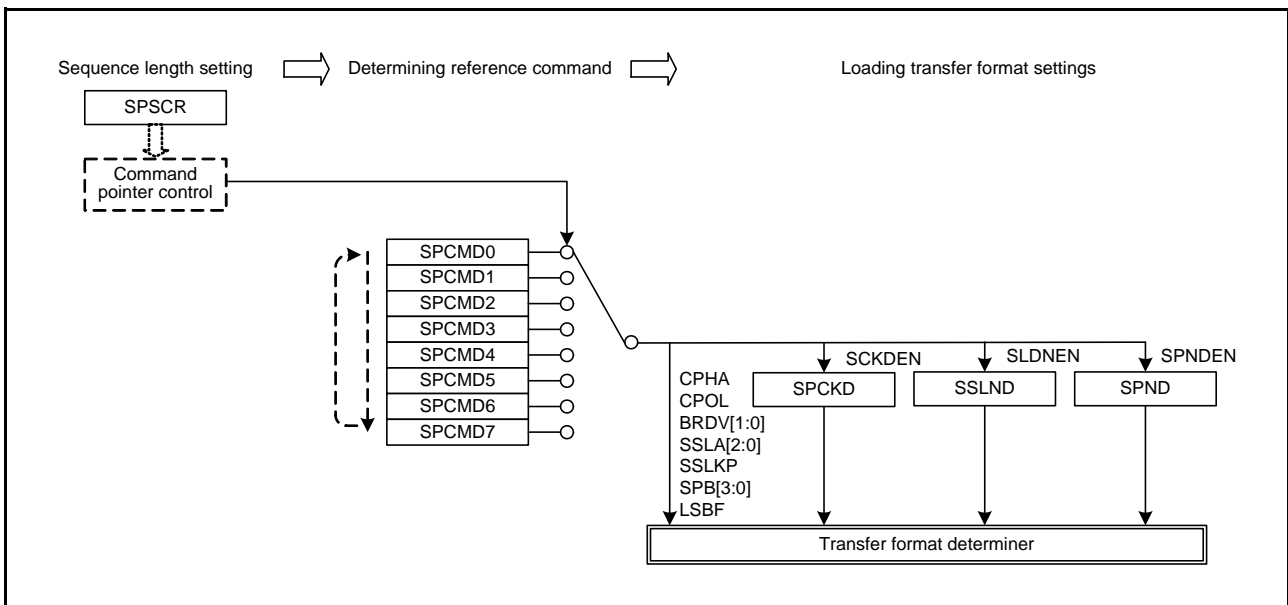 Sequence length setting
Determining reference command
Loading transfer format settings
SPSCR
Command
pointer control
SPCMD0
SPCMD1
SPCMD2
SPCMD3
SPCMD4
SPCMD5
SPCMD6
SPCMD7
CPHA
CPOL
BRDV[1:0]
SSLA[2:0]
SSLKP
SPB[3:0]
LSBF
SCKDEN
SPCKD
SLDNEN
SSLND
SPNDEN
SPND
Transfer format determiner